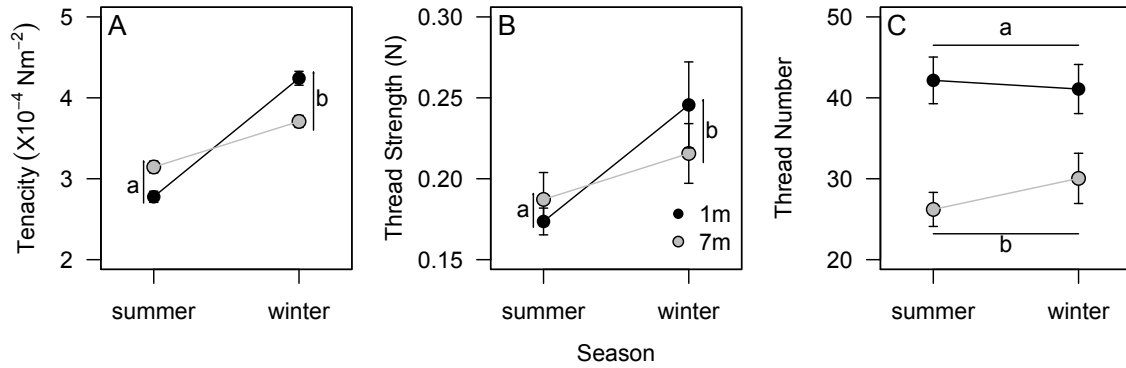 A
Tenacity (X10⁻⁴ Nm⁻²)
5
4
3
2
a
b
summer
winter
B
Thread Strength (N)
0.30
0.25
0.20
0.15
a
b
1m
7m
summer
winter
Season
C
Thread Number
50
40
30
20
a
b
summer
winter